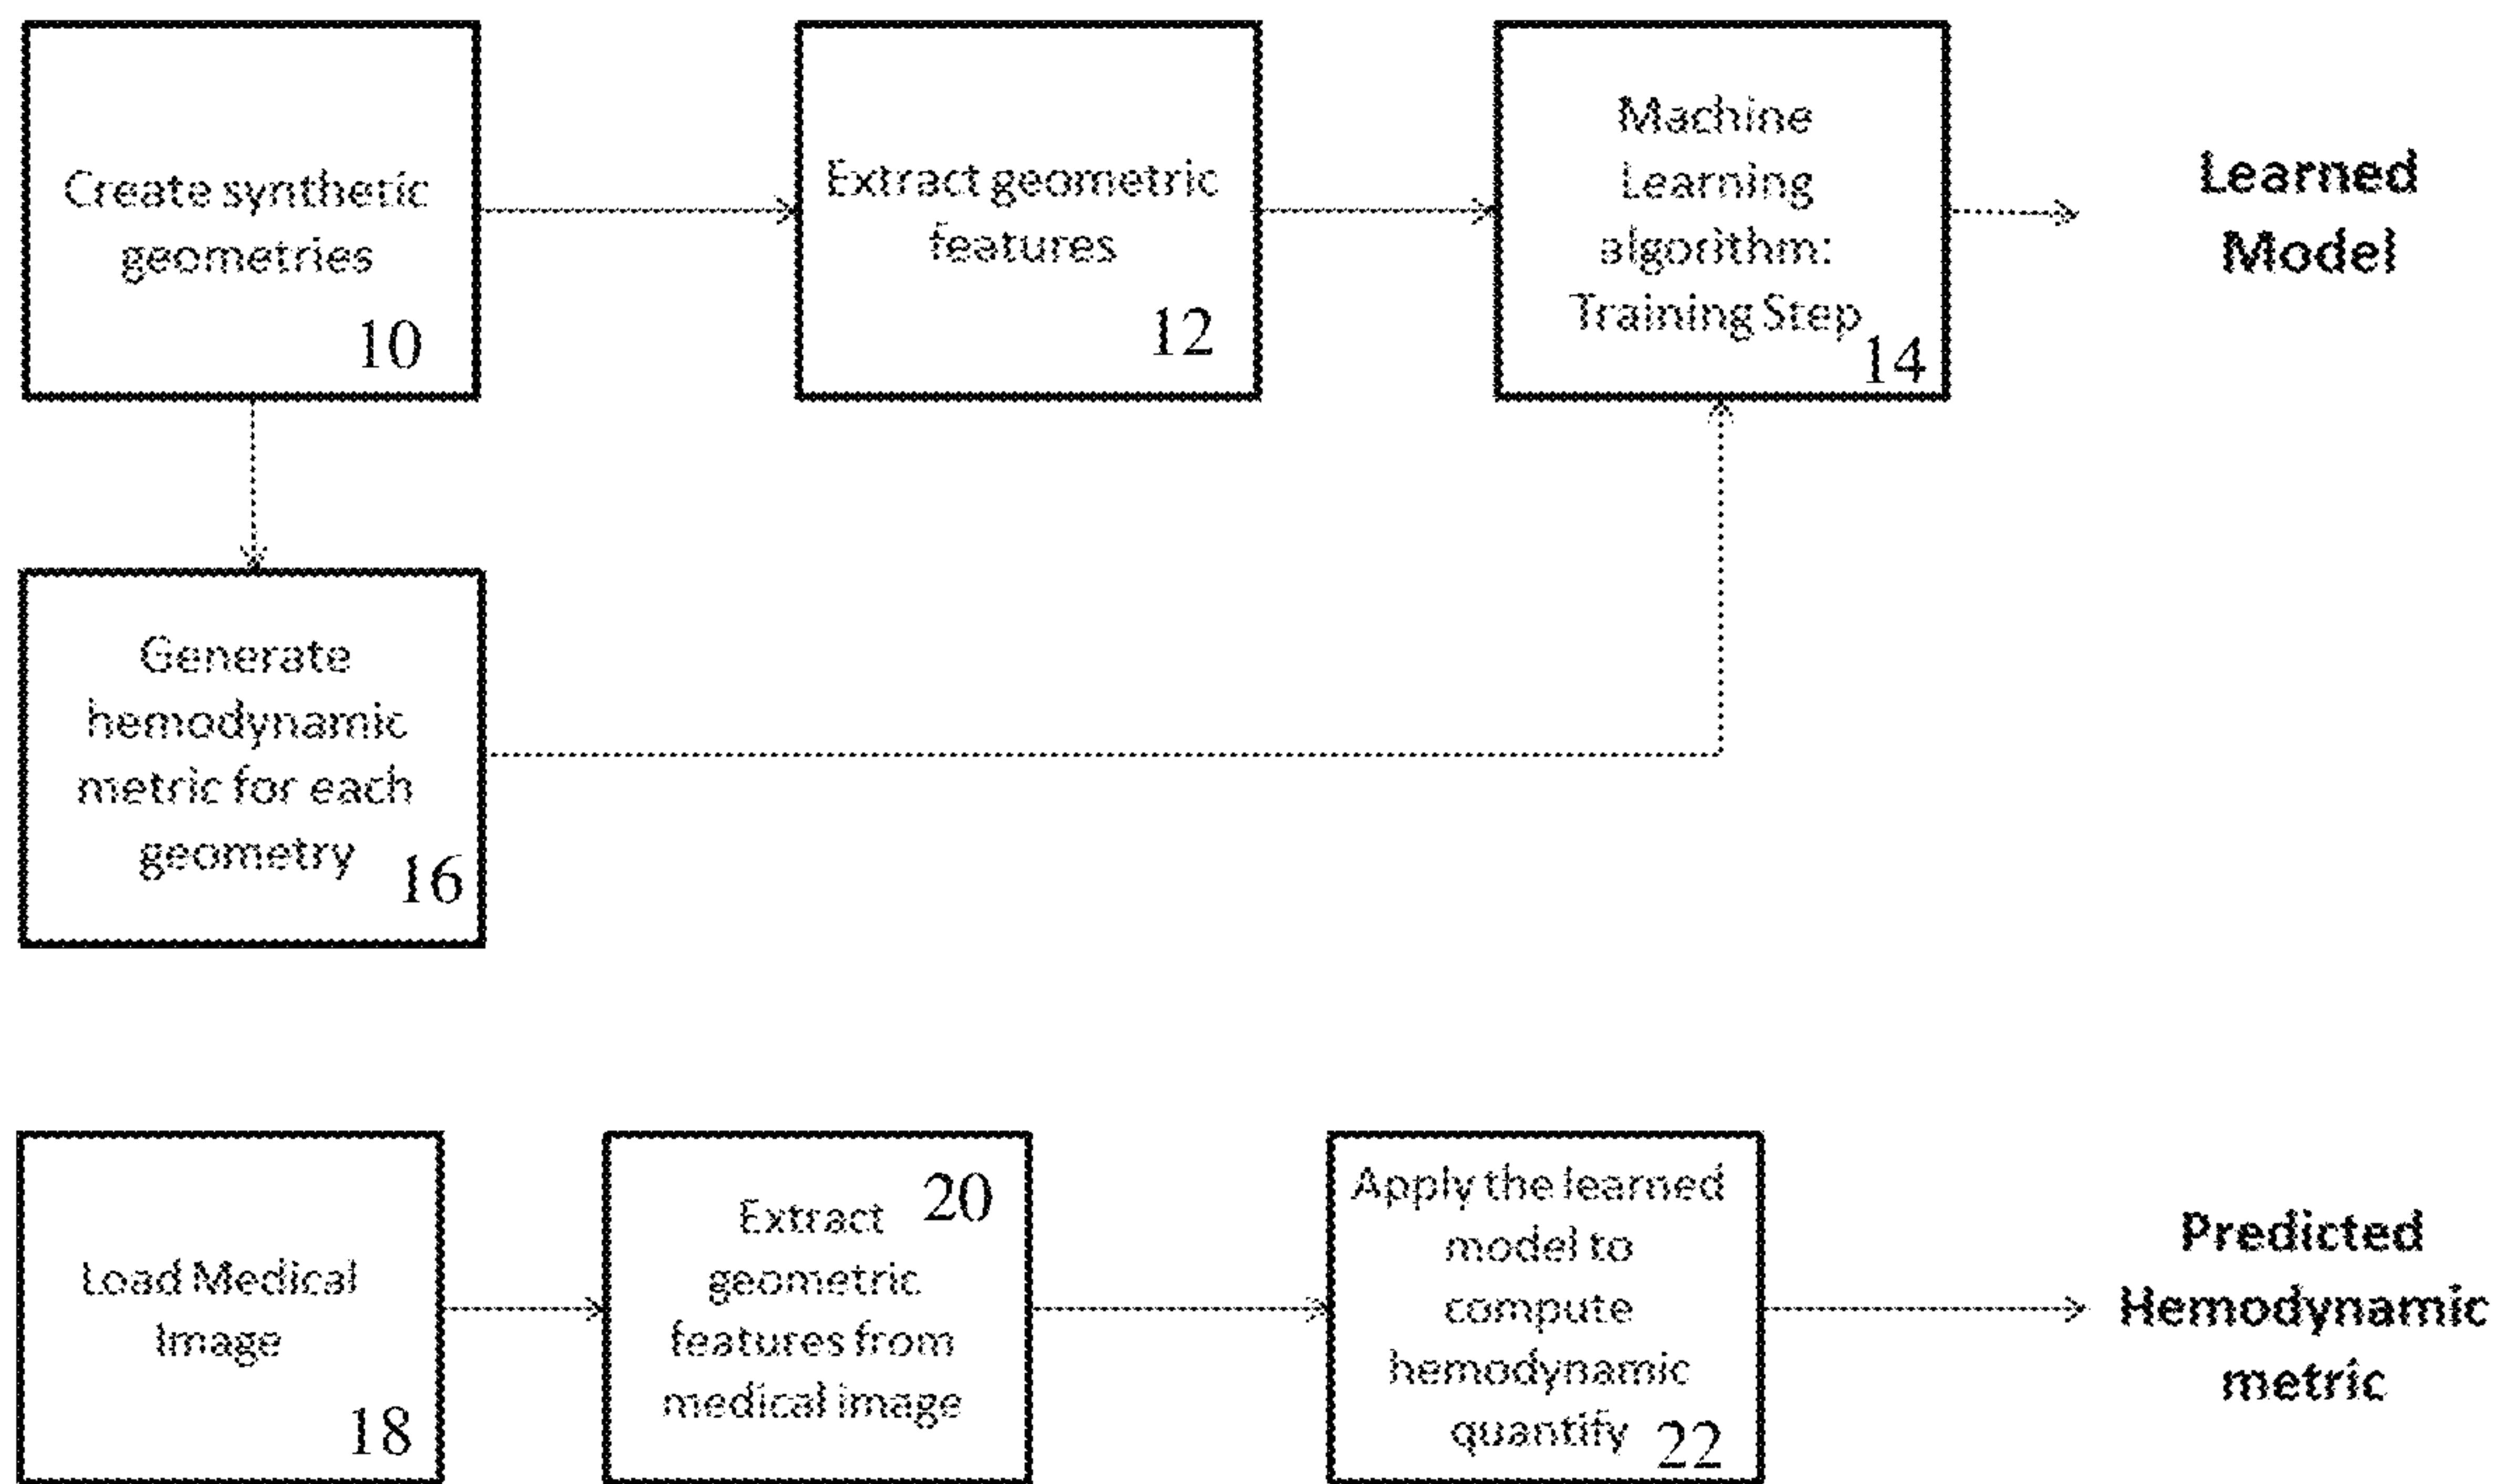 Create synthetic
geometries
10
Extract geometric
features
12
Machine
Learning
algorithm:
Training Step
14
Learned
Model
Generate
hemodynamic
metric for each
geometry
16
Load Medical
Image
18
20
Extract
geometric
features from
medical image
Apply the learned
model to
compute
hemodynamic
quantify
22
Predicted
Hemodynamic
metric